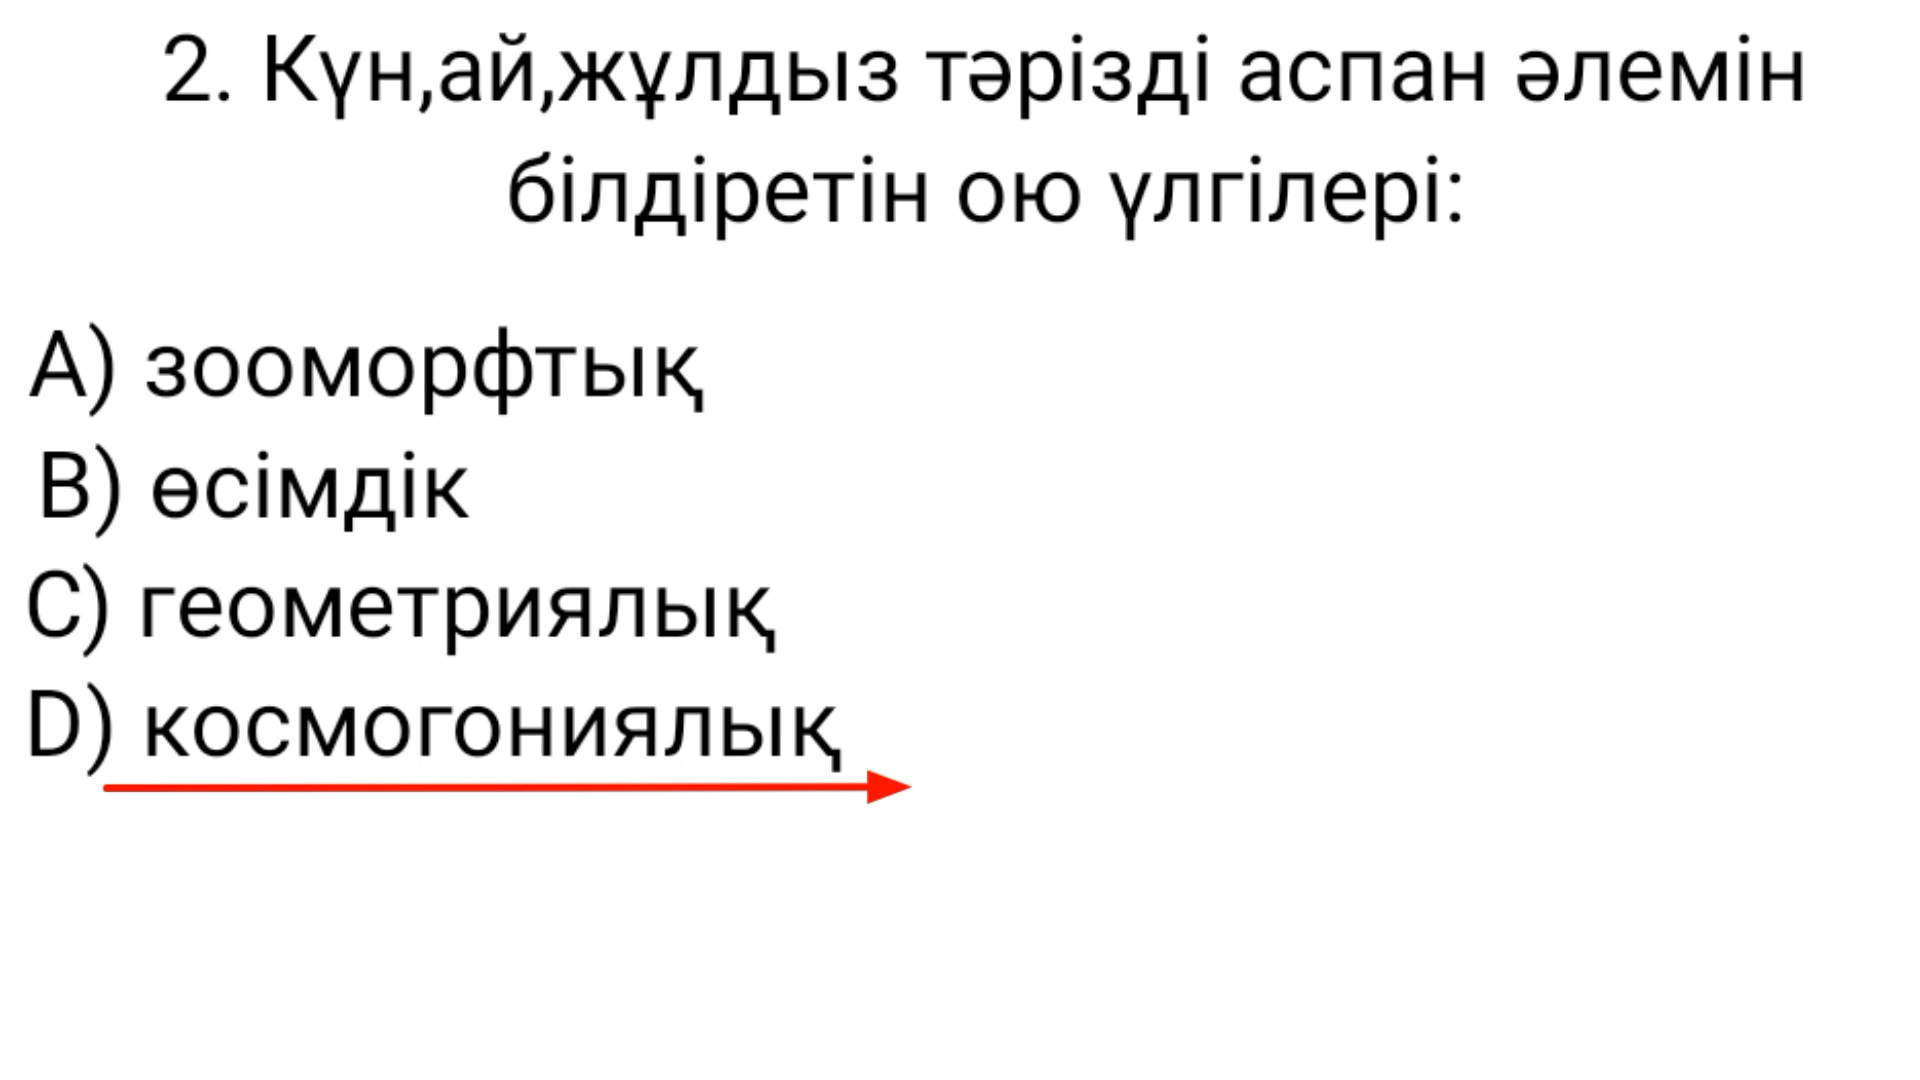 2. Күн,ай,жұлдыз тәрізді аспан әлемін
білдіретін ою үлгілері:
A) зооморфтық
B) өсімдік
C) геометриялық
D) космогониялық